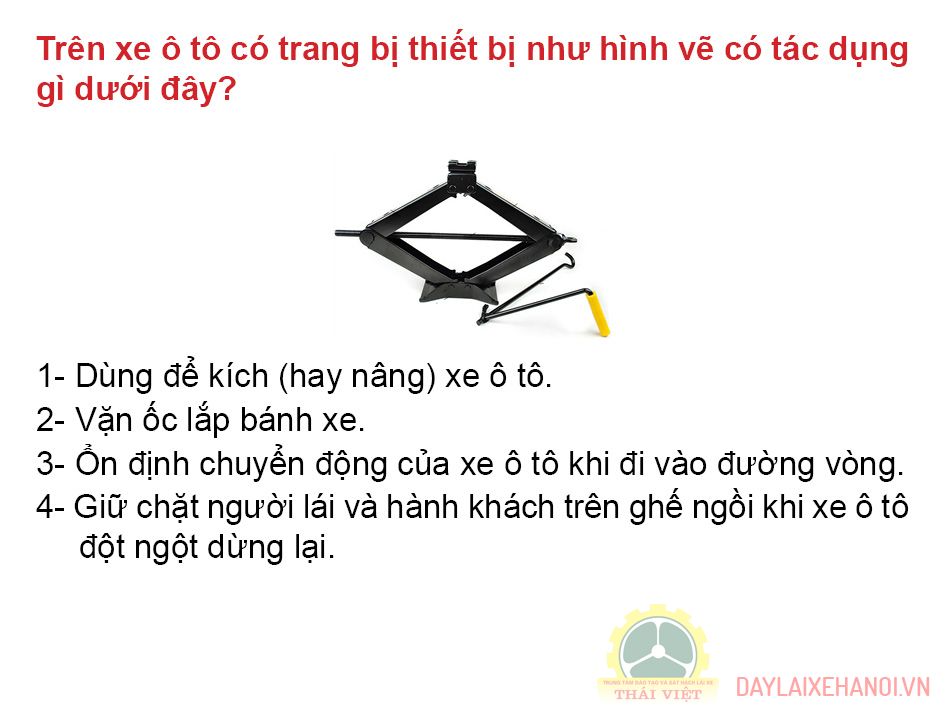 Trên xe ô tô có trang bị thiết bị như hình vẽ có tác dụng
gì dưới đây?
1- Dùng để kích (hay nâng) xe ô tô.
2- Vặn ốc lắp bánh xe.
3- Ổn định chuyển động của xe ô tô khi đi vào đường vòng.
4- Giữ chặt người lái và hành khách trên ghế ngồi khi xe ô tô
đột ngột dừng lại.
TRUNG TÂM ĐÀO TẠO VÀ SÁT HẠCH LÁI XE
THÁI VIỆT
DAYLAIXEHANOI.VN